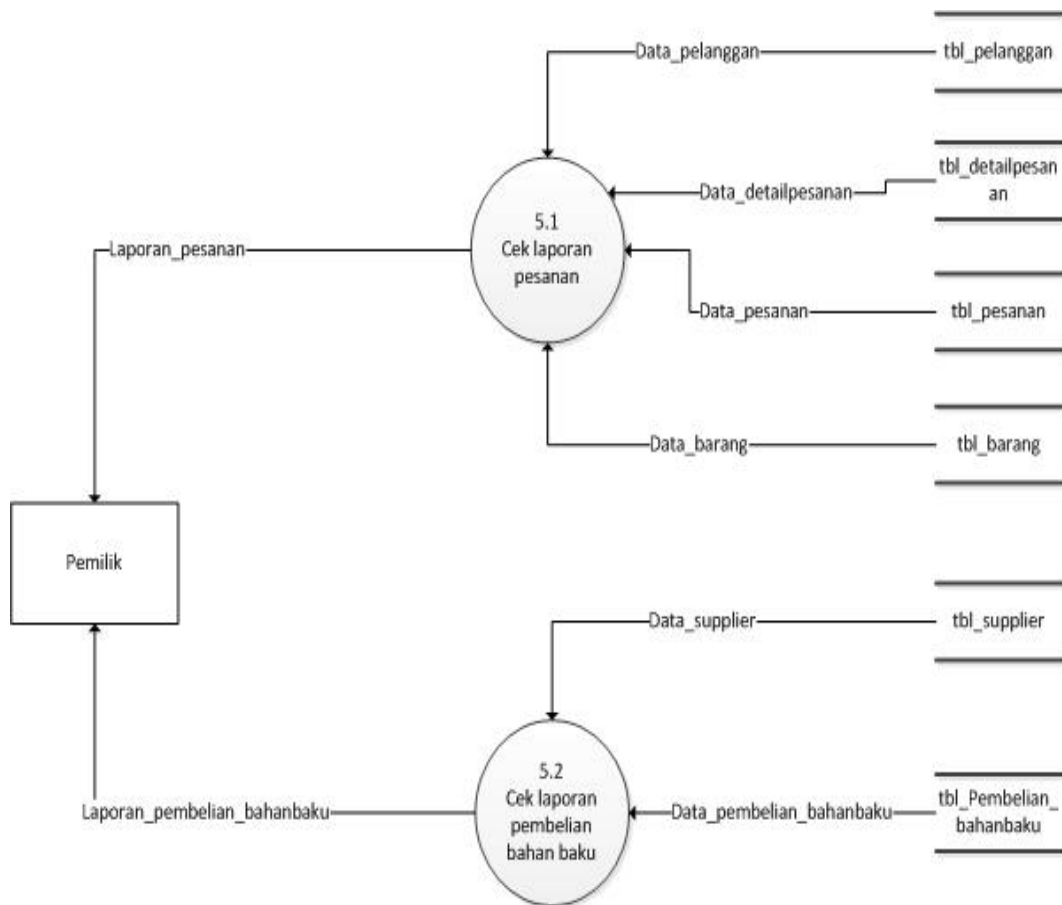 Data_pelanggan
tbl_pelanggan
tbl_detailpesan
an
Data_detailpesanan
5.1
Cek laporan
pesanan
Laporan_pesanan
Data_pesanan
tbl_pesanan
Data_barang
tbl_barang
Pemilik
Data_supplier
tbl_supplier
5.2
Cek laporan
pembelian
bahan baku
Laporan_pembelian_bahanbaku
Data_pembelian_bahanbaku
tbl_Pembelian_
bahanbaku